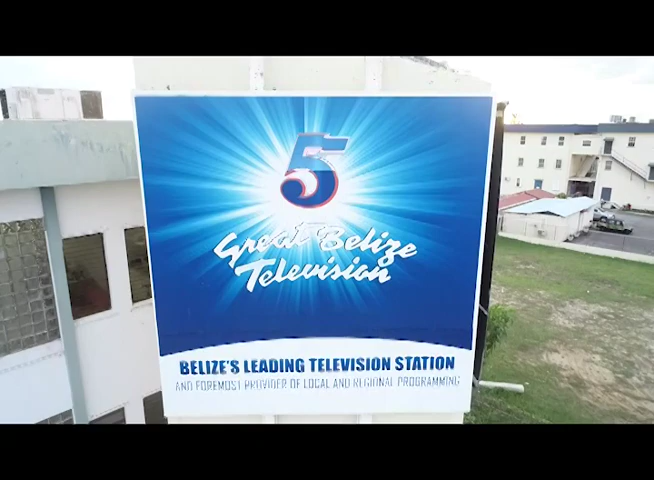 5
Great Belize
Television
BELIZE'S LEADING TELEVISION STATION
AND FOREMOST PROVIDER OF LOCAL AND REGIONAL PROGRAMMING